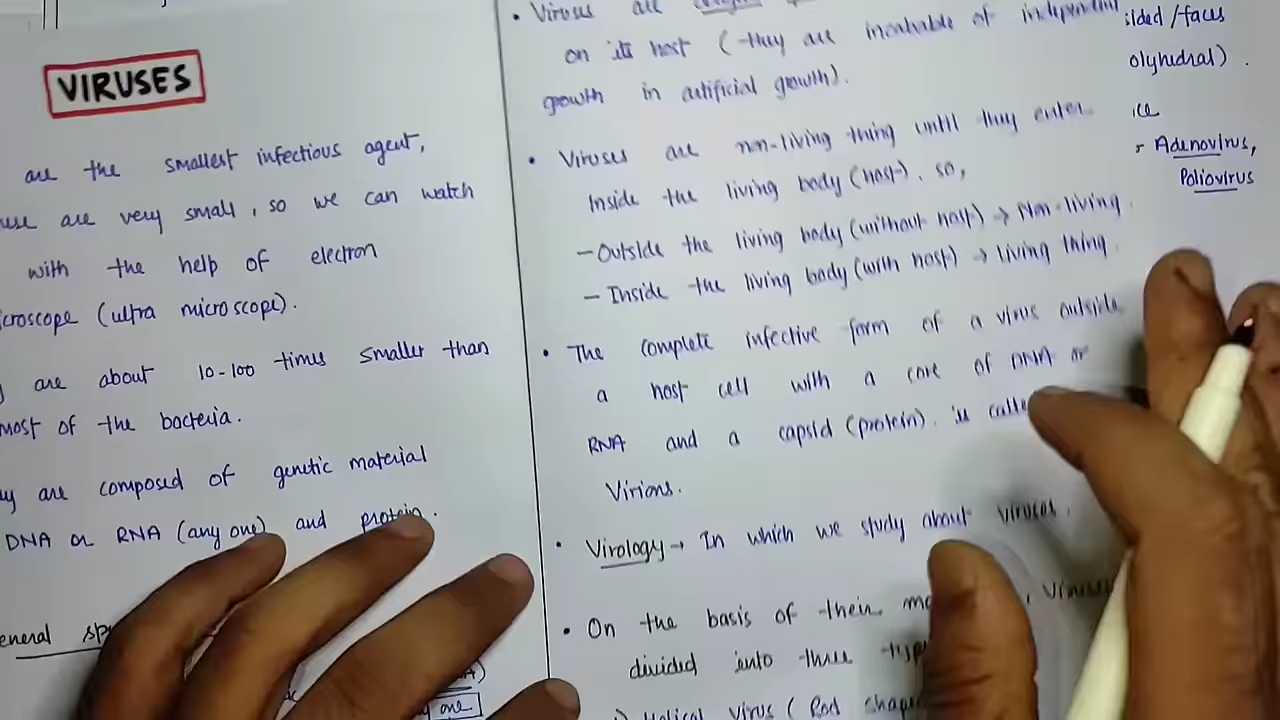 VIRUSES
are the smallest infectious agent,
are very small, so we can watch
with the help of electron
(ultra microscope).
are about 10-100 times smaller than
most of the bacteria.
are composed of genetic material
DNA or RNA (any one) and protein.
one
• Viruses are
on its host (they are incapable of independent
growth in artificial growth).
• Viruses are non-living thing until they enter
Inside the living body (host). so,
- Outside the living body (without host) → Non-living.
- Inside the living body (with host) → living thing.
• The complete infective form of a virus outside
a host cell with a core of DNA or
RNA and a capsid (protein). is
Virions.
• Virology → In which we study about viruses.
• On the basis of their
divided into three
Helical virus (Rod
/faces
Adenovirus,
Poliovirus